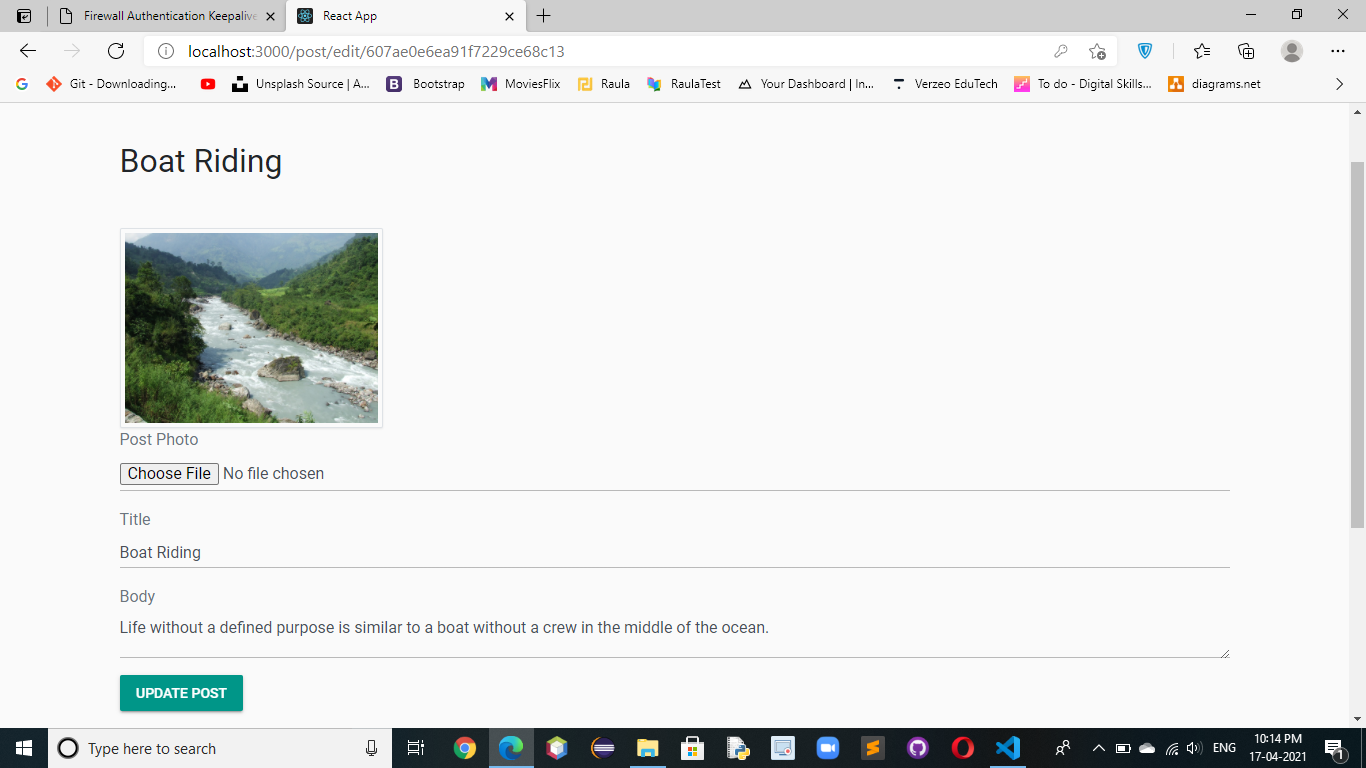 Firewall Authentication Keepalive
React App
localhost:3000/post/edit/607ae0e6ea91f7229ce68c13
Git - Downloading...
Unsplash Source | A...
Bootstrap
MoviesFlix
Raula
RaulaTest
Your Dashboard | In...
Verzeo EduTech
To do - Digital Skills...
diagrams.net
Boat Riding
Post Photo
Choose File No file chosen
Title
Boat Riding
Body
Life without a defined purpose is similar to a boat without a crew in the middle of the ocean.
UPDATE POST
Type here to search
ENG
10:14 PM
17-04-2021
1